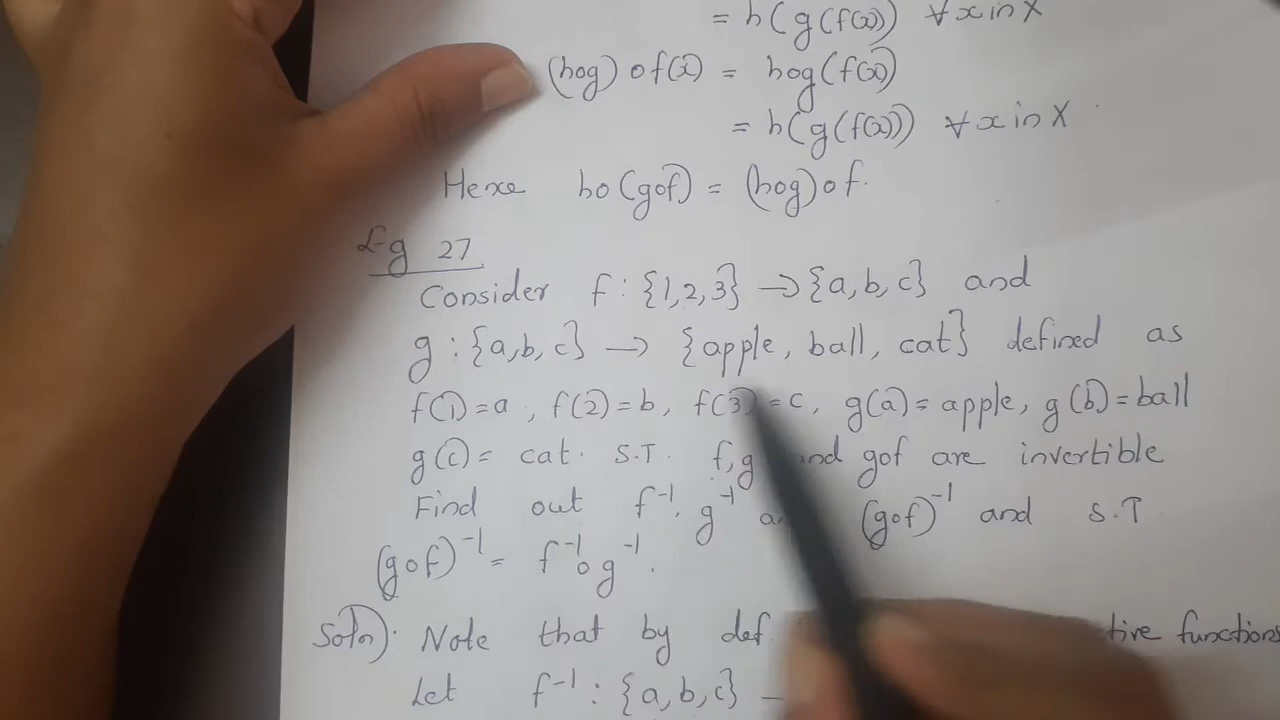 = h(g(f(x)) ∀ x in X
(hog) o f(x) = hog(f(x))
= h(g(f(x))) ∀ x in X
Hence ho(gof) = (hog)of.
Eg 27
Consider f : {1,2,3} → {a,b,c} and
g : {a,b,c} → {apple, ball, cat} defined as
f(1)=a, f(2)=b, f(3)=c, g(a)=apple, g(b)=ball
g(c)= cat. S.T. f,g and gof are invertible
Find out f⁻¹, g⁻¹ (gof)⁻¹ and S.T
(gof)⁻¹ = f⁻¹og⁻¹.
Soln). Note that by def functions
Let f⁻¹ : {a,b,c}